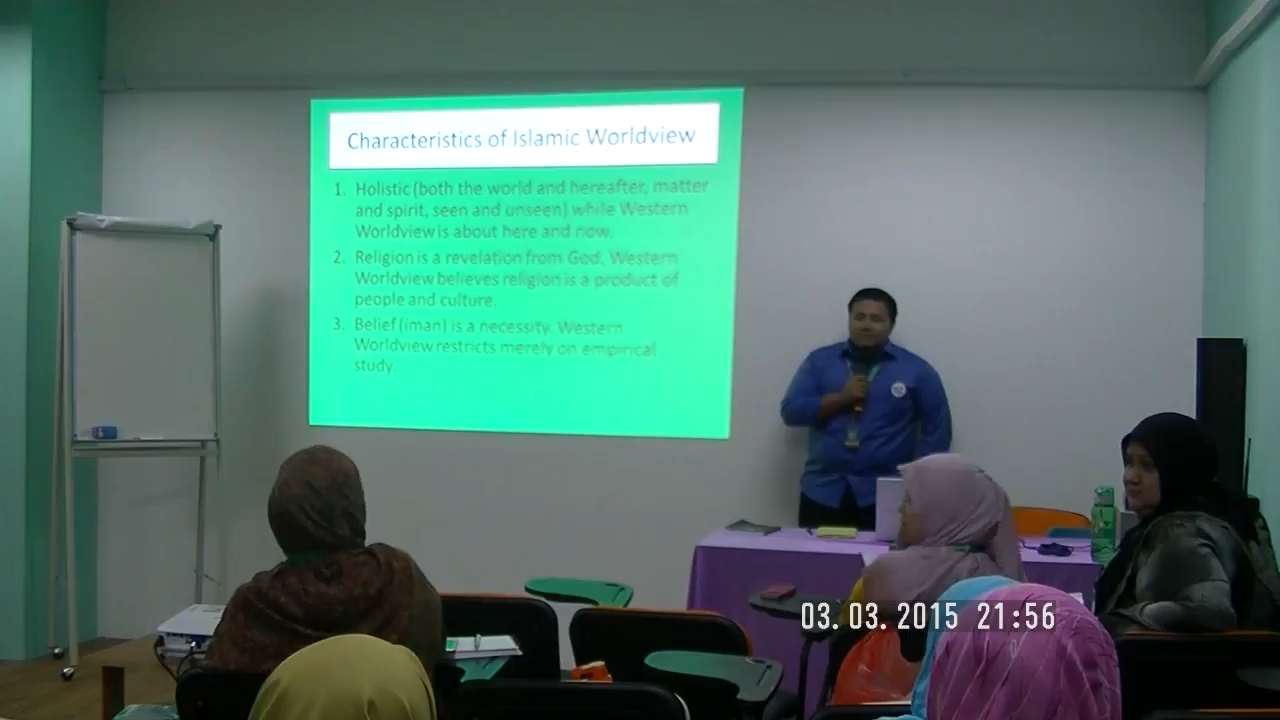 Characteristics of Islamic Worldview
1. Holistic (both the world and hereafter, matter
and spirit, seen and unseen) while Western
Worldview is about here and now.
2. Religion is a revelation from God. Western
Worldview believes religion is a product of
people and culture.
3. Belief (iman) is a necessity. Western
Worldview restricts merely on empirical
study.
03.03.2015 21:56